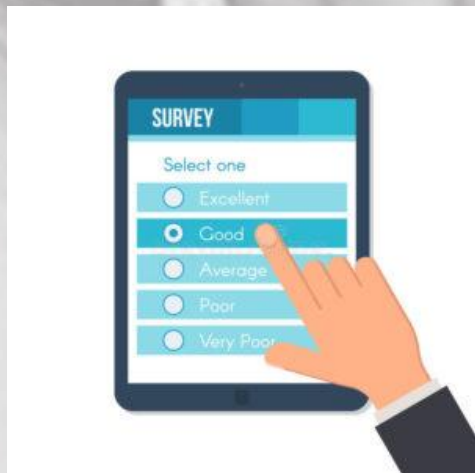 SURVEY
Select one
Excellent
Good
Average
Poor
Very Poor